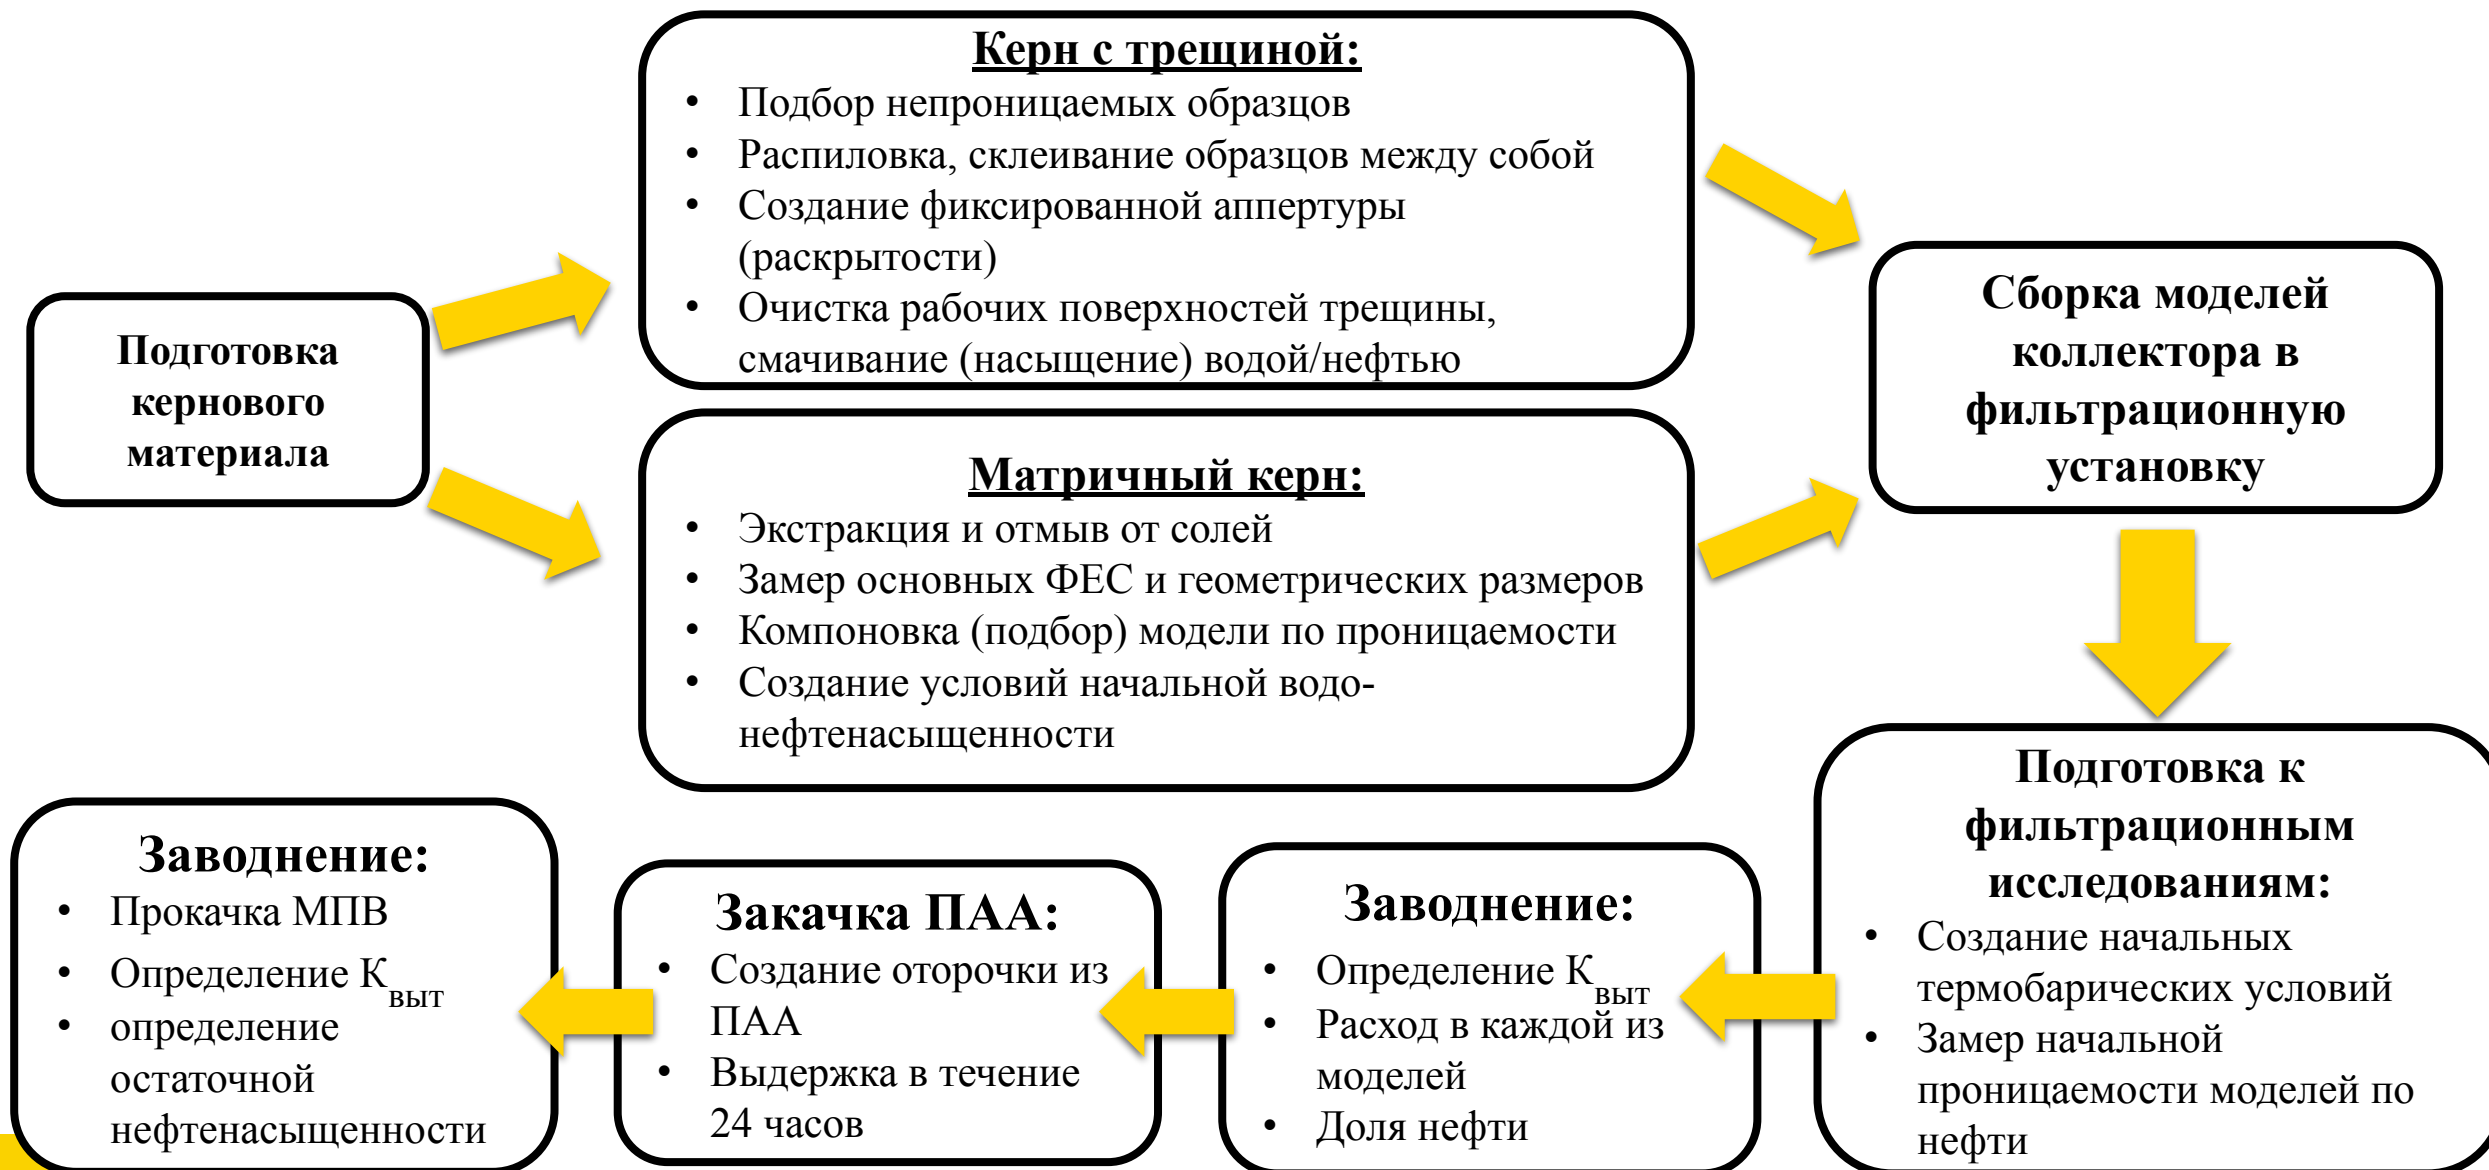 Подготовка
кернового
материала
Керн с трещиной:
• Подбор непроницаемых образцов
• Распиловка, склеивание образцов между собой
• Создание фиксированной аппертуры
(раскрытости)
• Очистка рабочих поверхностей трещины,
смачивание (насыщение) водой/нефтью
Матричный керн:
• Экстракция и отмыв от солей
• Замер основных ФЕС и геометрических размеров
• Компоновка (подбор) модели по проницаемости
• Создание условий начальной водо-
нефтенасыщенности
Сборка моделей
коллектора в
фильтрационную
установку
Подготовка к
фильтрационным
исследованиям:
• Создание начальных
термобарических условий
• Замер начальной
проницаемости моделей по
нефти
Заводнение:
• Определение Квыт
• Расход в каждой из
моделей
• Доля нефти
Закачка ПАА:
• Создание оторочки из
ПАА
• Выдержка в течение
24 часов
Заводнение:
• Прокачка МПВ
• Определение Квыт
• определение
остаточной
нефтенасыщенности